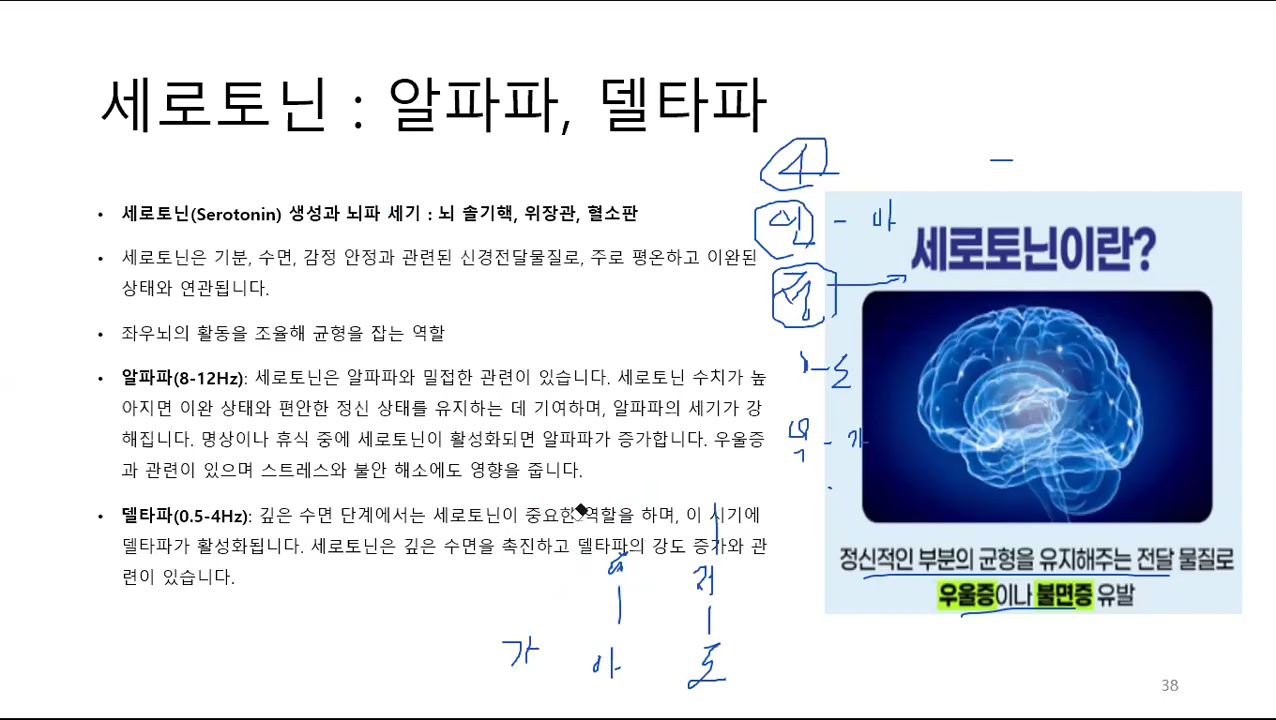 세로토닌 : 알파파, 델타파
• 세로토닌(Serotonin) 생성과 뇌파 세기 : 뇌 솔기핵, 위장관, 혈소판
• 세로토닌은 기분, 수면, 감정 안정과 관련된 신경전달물질로, 주로 평온하고 이완된
상태와 연관됩니다.
• 좌우뇌의 활동을 조율해 균형을 잡는 역할
• 알파파(8-12Hz): 세로토닌은 알파파와 밀접한 관련이 있습니다. 세로토닌 수치가 높
아지면 이완 상태와 편안한 정신 상태를 유지하는 데 기여하며, 알파파의 세기가 강
해집니다. 명상이나 휴식 중에 세로토닌이 활성화되면 알파파가 증가합니다. 우울증
과 관련이 있으며 스트레스와 불안 해소에도 영향을 줍니다.
• 델타파(0.5-4Hz): 깊은 수면 단계에서는 세로토닌이 중요한 역할을 하며, 이 시기에
델타파가 활성화됩니다. 세로토닌은 깊은 수면을 촉진하고 델타파의 강도 증가와 관
련이 있습니다.
가 아 도
세로토닌이란?
정신적인 부분의 균형을 유지해주는 전달 물질로
우울증이나 불면증 유발
38